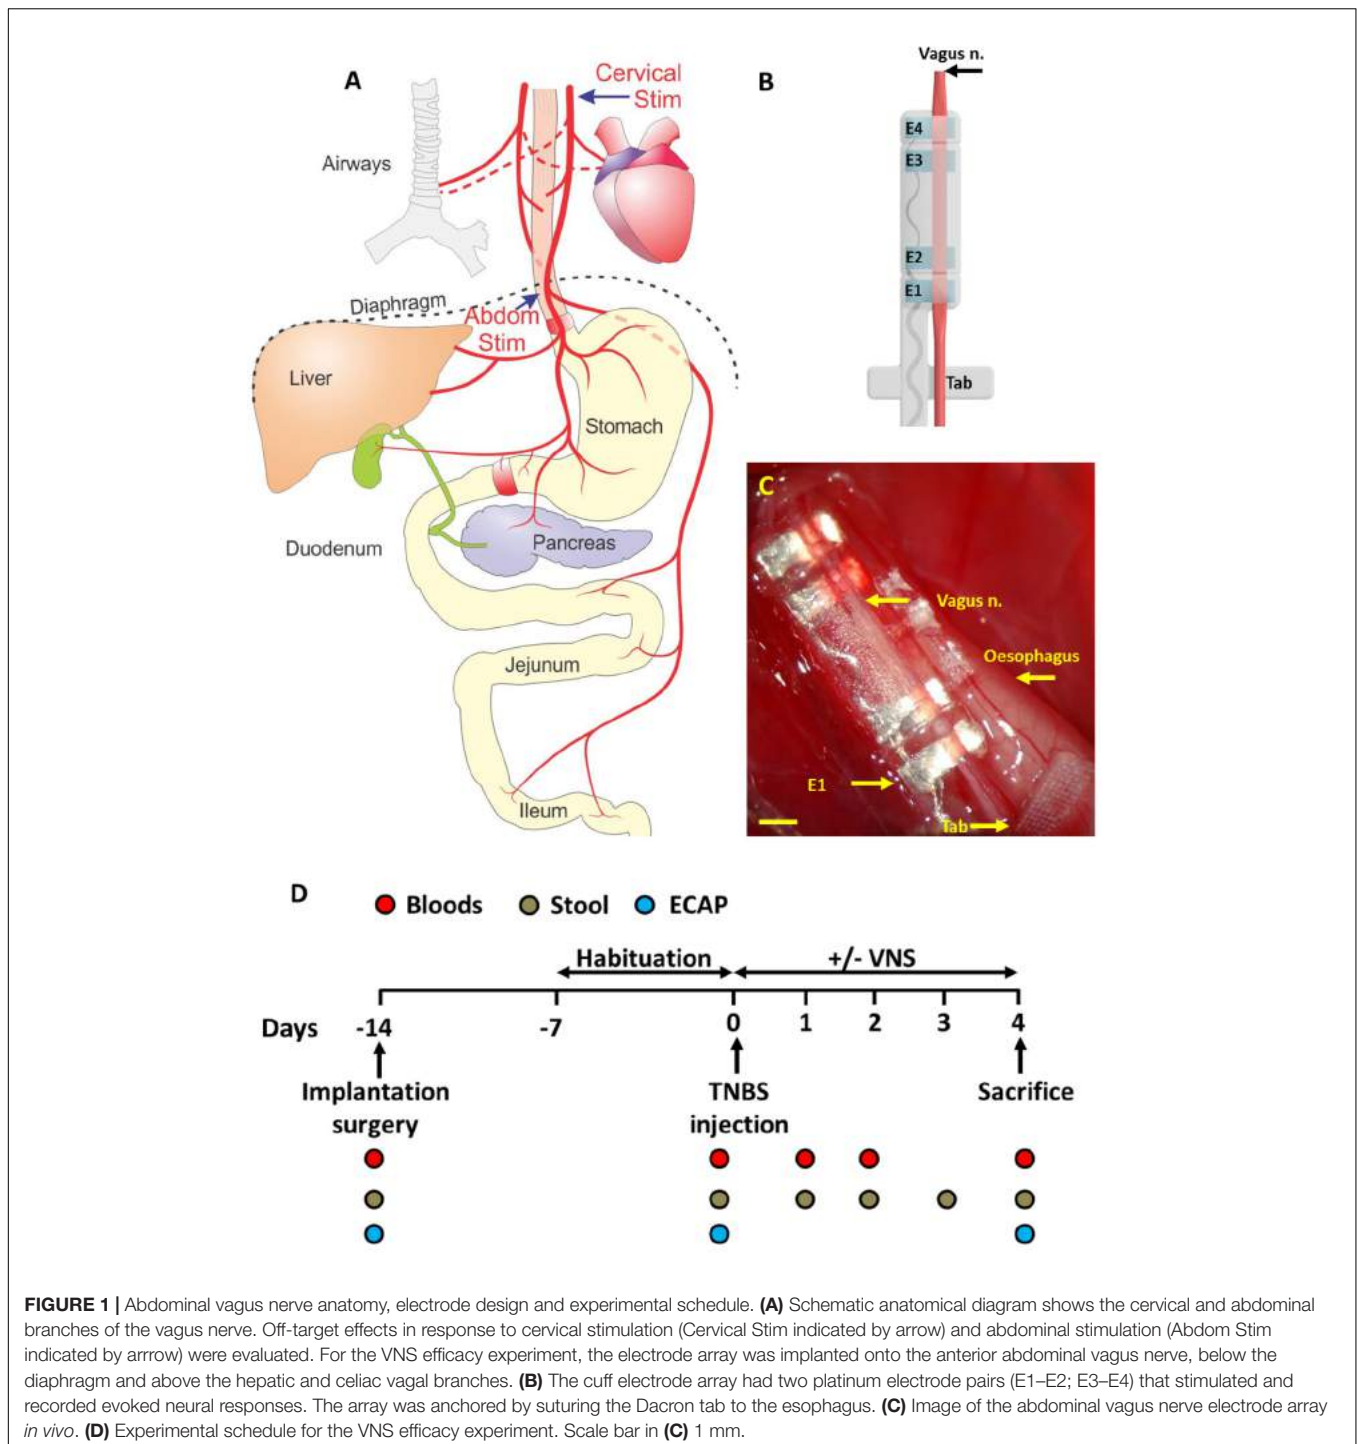 A
Cervical
Stim
Airways
Diaphragm
Abdom
Stim
Liver
Stomach
Duodenum
Pancreas
Jejunum
Ileum
B
Vagus n.
E4
E3
E2
E1
Tab
C
Vagus n.
Oesophagus
E1
Tab
D
Bloods Stool ECAP
Habituation +/- VNS
Days -14 -7 0 1 2 3 4
Implantation surgery
TNBS injection
Sacrifice
FIGURE 1 | Abdominal vagus nerve anatomy, electrode design and experimental schedule. (A) Schematic anatomical diagram shows the cervical and abdominal
branches of the vagus nerve. Off-target effects in response to cervical stimulation (Cervical Stim indicated by arrow) and abdominal stimulation (Abdom Stim
indicated by arrrow) were evaluated. For the VNS efficacy experiment, the electrode array was implanted onto the anterior abdominal vagus nerve, below the
diaphragm and above the hepatic and celiac vagal branches. (B) The cuff electrode array had two platinum electrode pairs (E1–E2; E3–E4) that stimulated and
recorded evoked neural responses. The array was anchored by suturing the Dacron tab to the esophagus. (C) Image of the abdominal vagus nerve electrode array
in vivo. (D) Experimental schedule for the VNS efficacy experiment. Scale bar in (C) 1 mm.